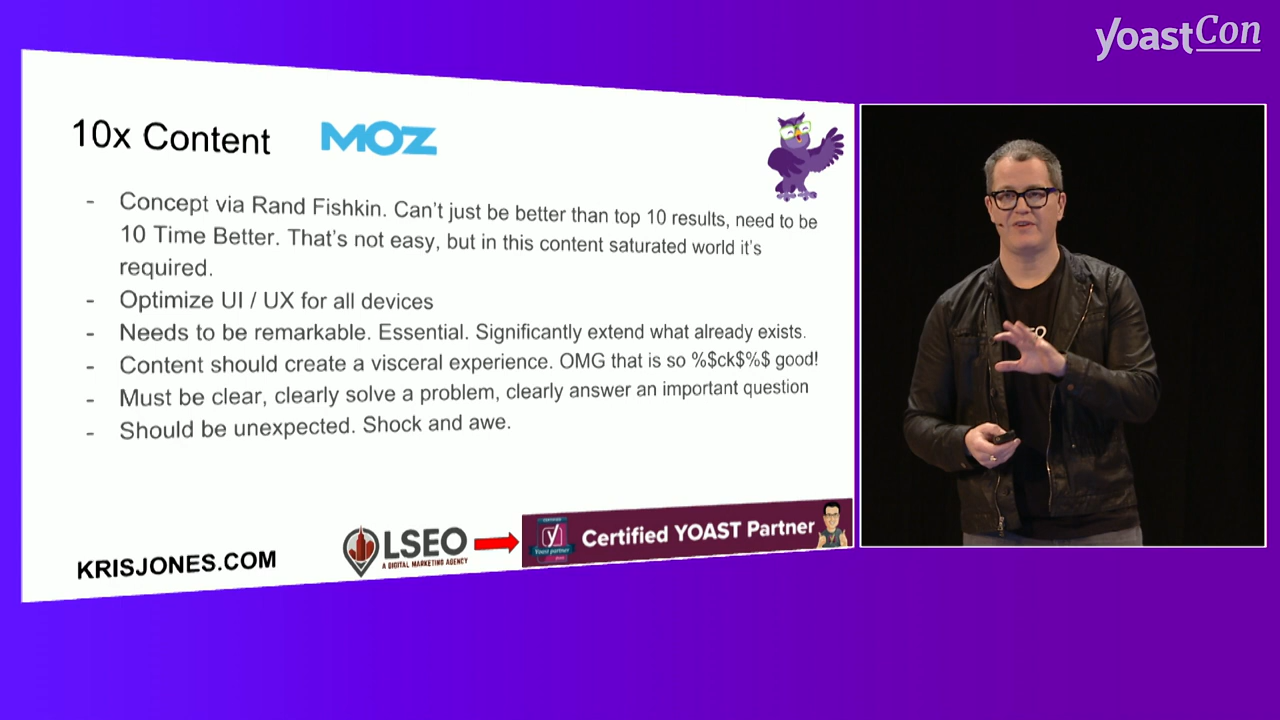 yoastCon
10x Content
MOZ
- Concept via Rand Fishkin. Can't just be better than top 10 results, need to be
10 Time Better. That's not easy, but in this content saturated world it's
required.
- Optimize UI / UX for all devices
- Needs to be remarkable. Essential. Significantly extend what already exists.
- Content should create a visceral experience. OMG that is so %$ck$%$ good!
- Must be clear, clearly solve a problem, clearly answer an important question
- Should be unexpected. Shock and awe.
KRISJONES.COM
LSEO
A DIGITAL MARKETING AGENCY
CERTIFIED
y
Yoast partner
Certified YOAST Partner